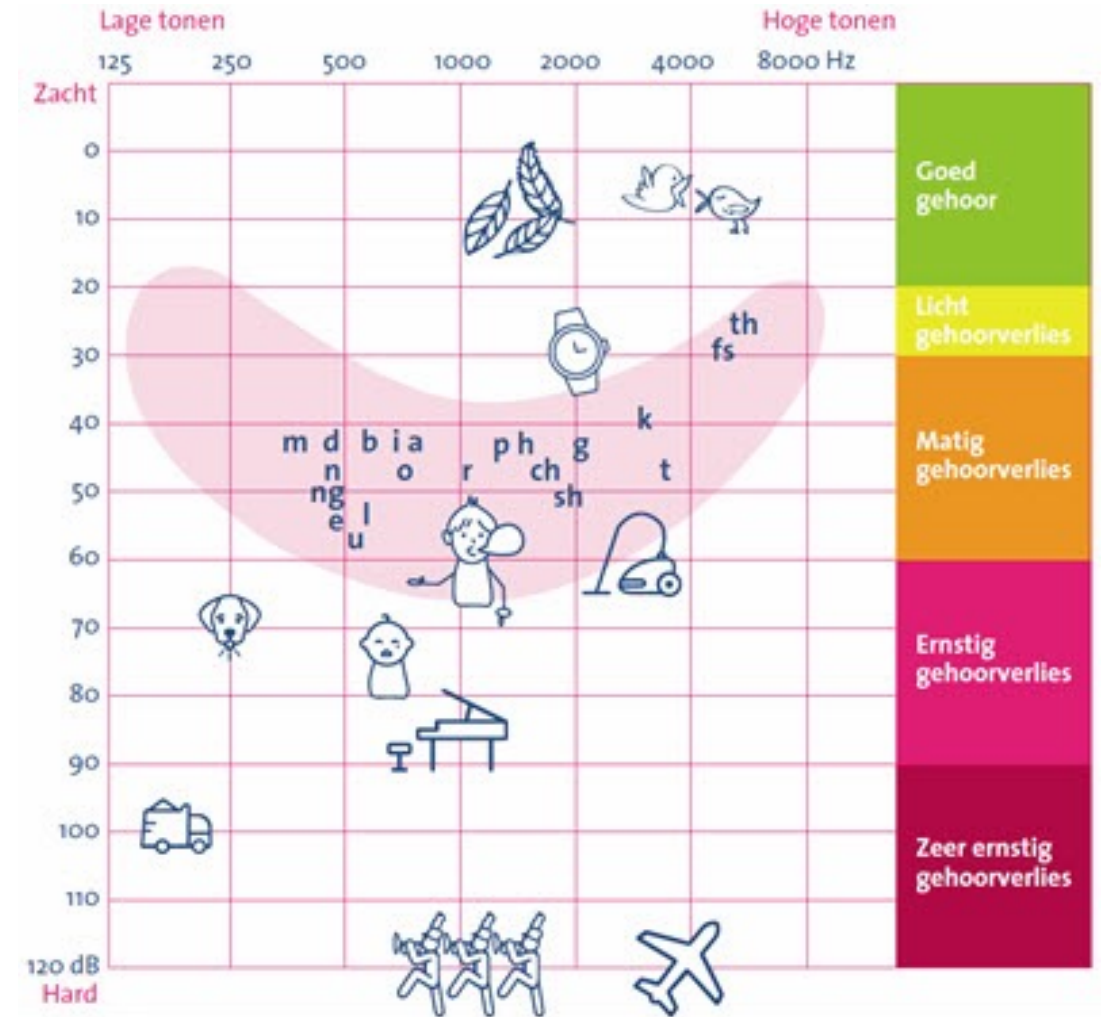 Lage tonen Hoge tonen
125 250 500 1000 2000 4000 8000 Hz
Zacht
0
10
20
30
40
50
60
70
80
90
100
110
120 dB
Hard
th
fs
k
m d b i a p h g
n o r ch t
ng sh
e l
u
Goed
gehoor
Licht
gehoorverlies
Matig
gehoorverlies
Ernstig
gehoorverlies
Zeer ernstig
gehoorverlies